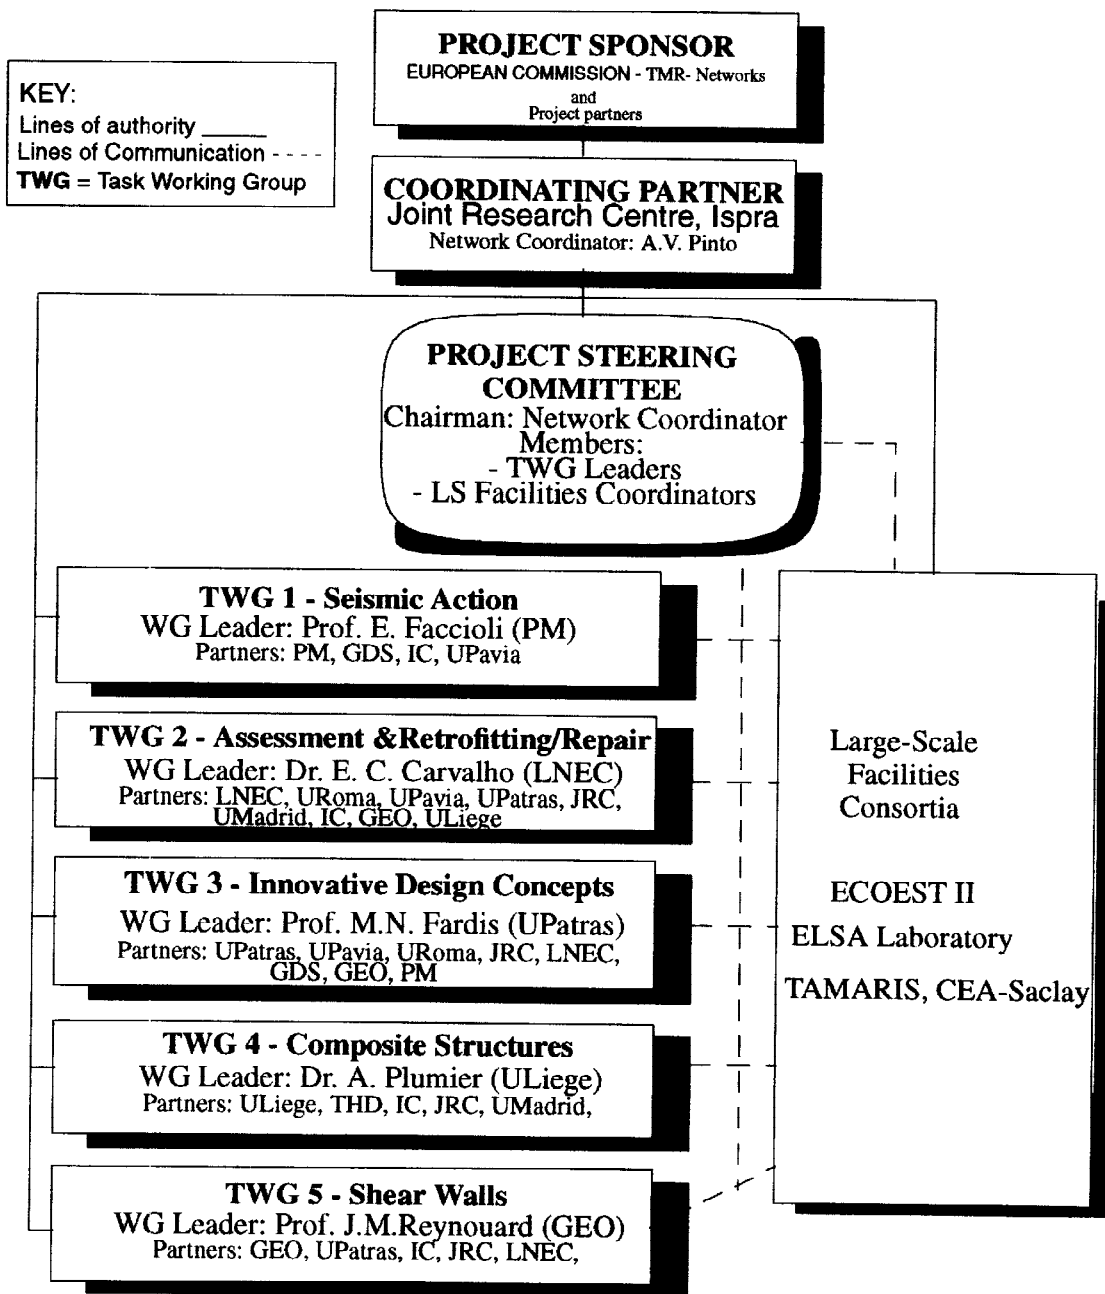 PROJECT SPONSOR
EUROPEAN COMMISSION - TMR- Networks
and
Project partners
KEY:
Lines of authority _____
Lines of Communication - - - -
TWG = Task Working Group
COORDINATING PARTNER
Joint Research Centre, Ispra
Network Coordinator: A.V. Pinto
PROJECT STEERING
COMMITTEE
Chairman: Network Coordinator
Members:
- TWG Leaders
- LS Facilities Coordinators
TWG 1 - Seismic Action
WG Leader: Prof. E. Faccioli (PM)
Partners: PM, GDS, IC, UPavia
TWG 2 - Assessment &Retrofitting/Repair
WG Leader: Dr. E. C. Carvalho (LNEC)
Partners: LNEC, URoma, UPavia, UPatras, JRC,
UMadrid, IC, GEO, ULiege
TWG 3 - Innovative Design Concepts
WG Leader: Prof. M.N. Fardis (UPatras)
Partners: UPatras, UPavia, URoma, JRC, LNEC,
GDS, GEO, PM
TWG 4 - Composite Structures
WG Leader: Dr. A. Plumier (ULiege)
Partners: ULiege, THD, IC, JRC, UMadrid,
TWG 5 - Shear Walls
WG Leader: Prof. J.M.Reynouard (GEO)
Partners: GEO, UPatras, IC, JRC, LNEC,
Large-Scale
Facilities
Consortia
ECOEST II
ELSA Laboratory
TAMARIS, CEA-Saclay